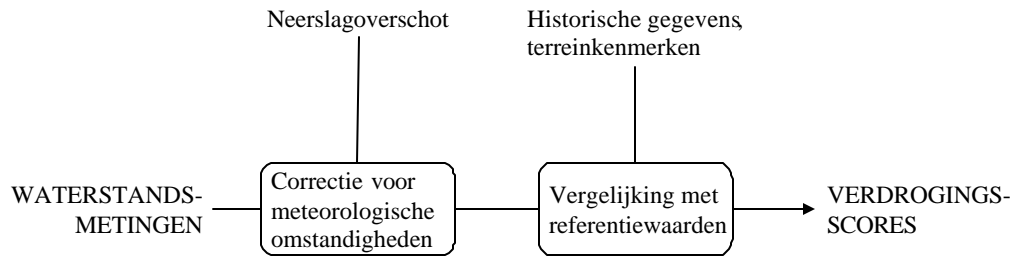 Neerslagoverschot
Historische gegevens,
terreinkenmerken
WATERSTANDS-
METINGEN
Correctie voor
meteorologische
omstandigheden
Vergelijking met
referentiewaarden
VERDROGINGS-
SCORES